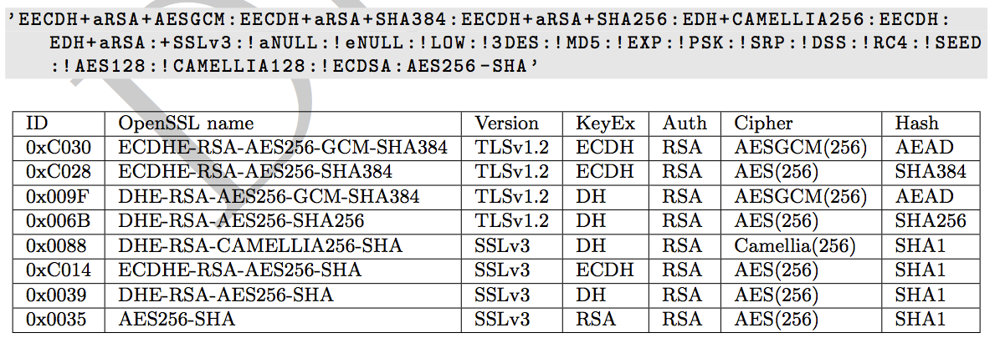 'EECDH+aRSA+AESGCM:EECDH+aRSA+SHA384:EECDH+aRSA+SHA256:EDH+CAMELLIA256:EECDH:
EDH+aRSA:+SSLv3:!aNULL:!eNULL:!LOW:!3DES:!MD5:!EXP:!PSK:!SRP:!DSS:!RC4:!SEED
:!AES128:!CAMELLIA128:!ECDSA:AES256-SHA'
ID OpenSSL name Version KeyEx Auth Cipher Hash
0xC030 ECDHE-RSA-AES256-GCM-SHA384 TLSv1.2 ECDH RSA AESGCM(256) AEAD
0xC028 ECDHE-RSA-AES256-SHA384 TLSv1.2 ECDH RSA AES(256) SHA384
0x009F DHE-RSA-AES256-GCM-SHA384 TLSv1.2 DH RSA AESGCM(256) AEAD
0x006B DHE-RSA-AES256-SHA256 TLSv1.2 DH RSA AES(256) SHA256
0x0088 DHE-RSA-CAMELLIA256-SHA SSLv3 DH RSA Camellia(256) SHA1
0xC014 ECDHE-RSA-AES256-SHA SSLv3 ECDH RSA AES(256) SHA1
0x0039 DHE-RSA-AES256-SHA SSLv3 DH RSA AES(256) SHA1
0x0035 AES256-SHA SSLv3 RSA RSA AES(256) SHA1